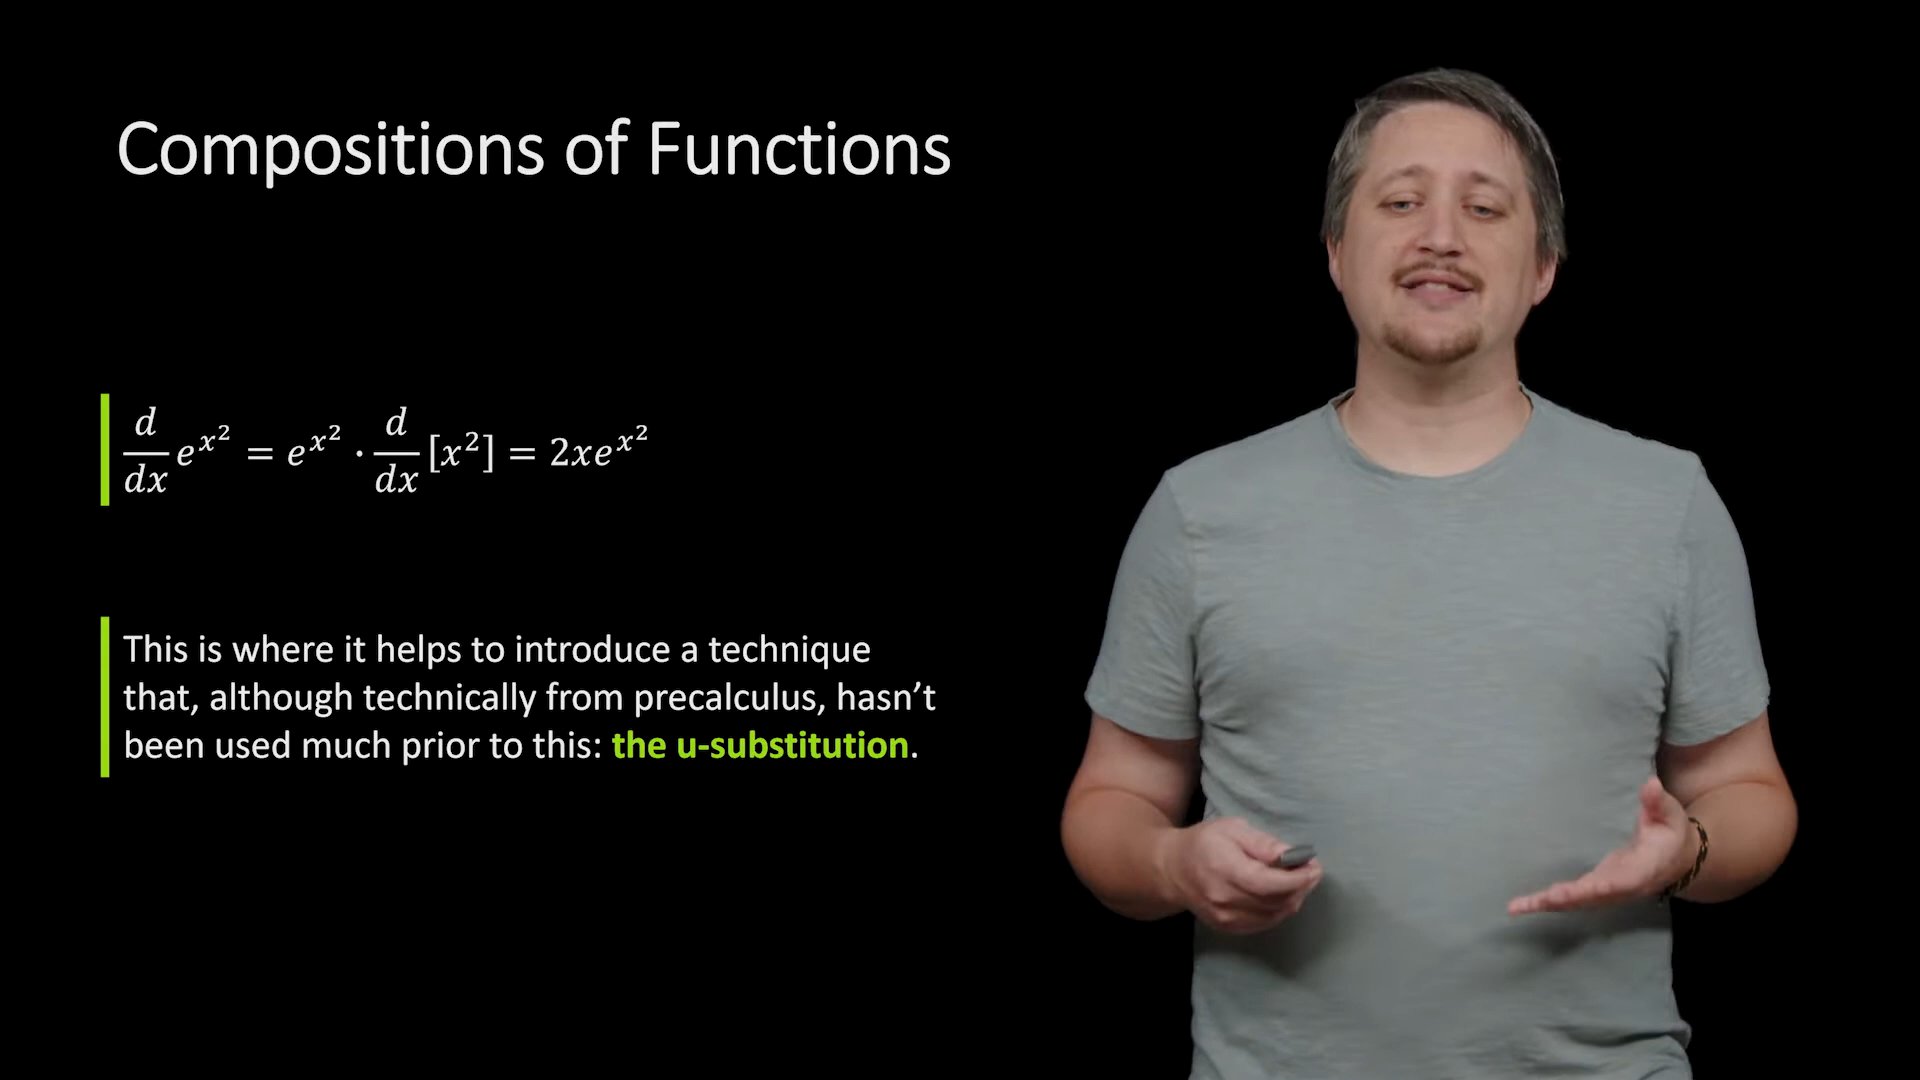 Compositions of Functions
d/dx e^{x^2} = e^{x^2} · d/dx [x^2] = 2xe^{x^2}
This is where it helps to introduce a technique
that, although technically from precalculus, hasn’t
been used much prior to this: the u-substitution.